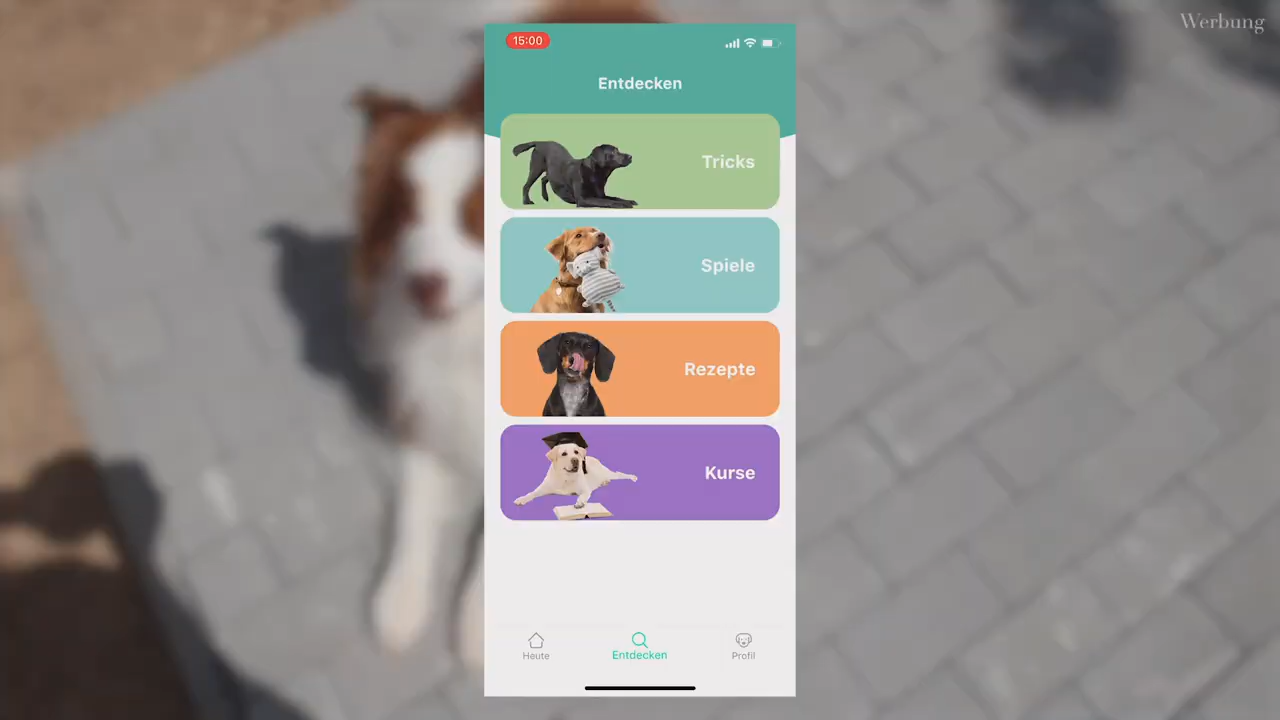 Werbung
15:00
Entdecken
Tricks
Spiele
Rezepte
Kurse
Heute
Entdecken
Profil